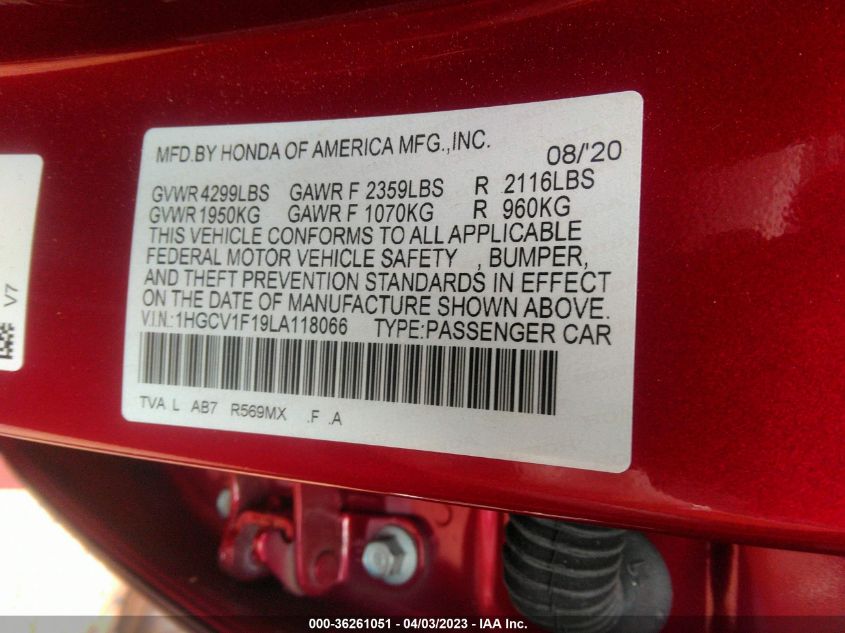 MFD.BY HONDA OF AMERICA MFG.,INC. 08/'20
GVWR 4299LBS GAWR F 2359LBS R 2116LBS
GVWR 1950KG GAWR F 1070KG R 960KG
THIS VEHICLE CONFORMS TO ALL APPLICABLE
FEDERAL MOTOR VEHICLE SAFETY , BUMPER,
AND THEFT PREVENTION STANDARDS IN EFFECT
ON THE DATE OF MANUFACTURE SHOWN ABOVE.
V.I.N.:1HGCV1F19LA118066 TYPE:PASSENGER CAR
TVA L AB7 R569MX .F .A
V7
000-36261051 - 04/03/2023 - IAA Inc.